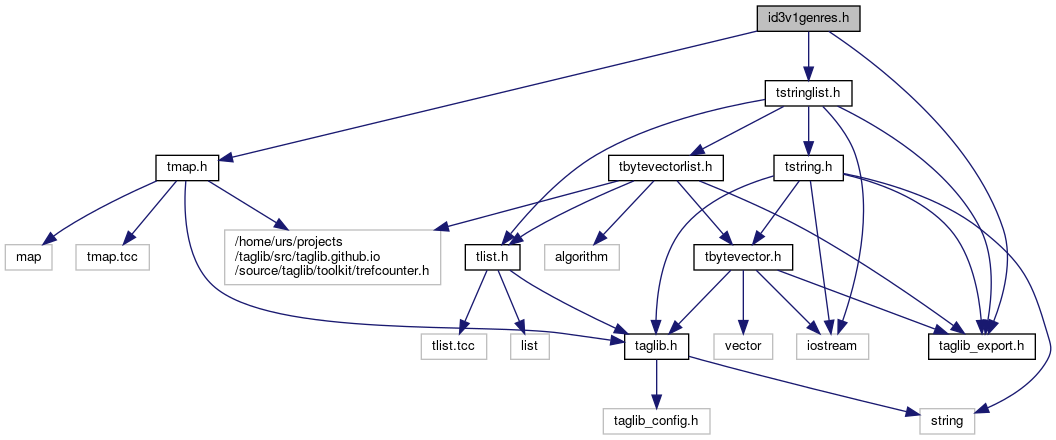 id3v1genres.h
tstringlist.h
tmap.h
tbytevectorlist.h
tstring.h
map
tmap.tcc
/home/urs/projects
/taglib/src/taglib.github.io
/source/taglib/toolkit/trefcounter.h
tlist.h
algorithm
tbytevector.h
tlist.tcc
list
taglib.h
vector
iostream
taglib_export.h
taglib_config.h
string